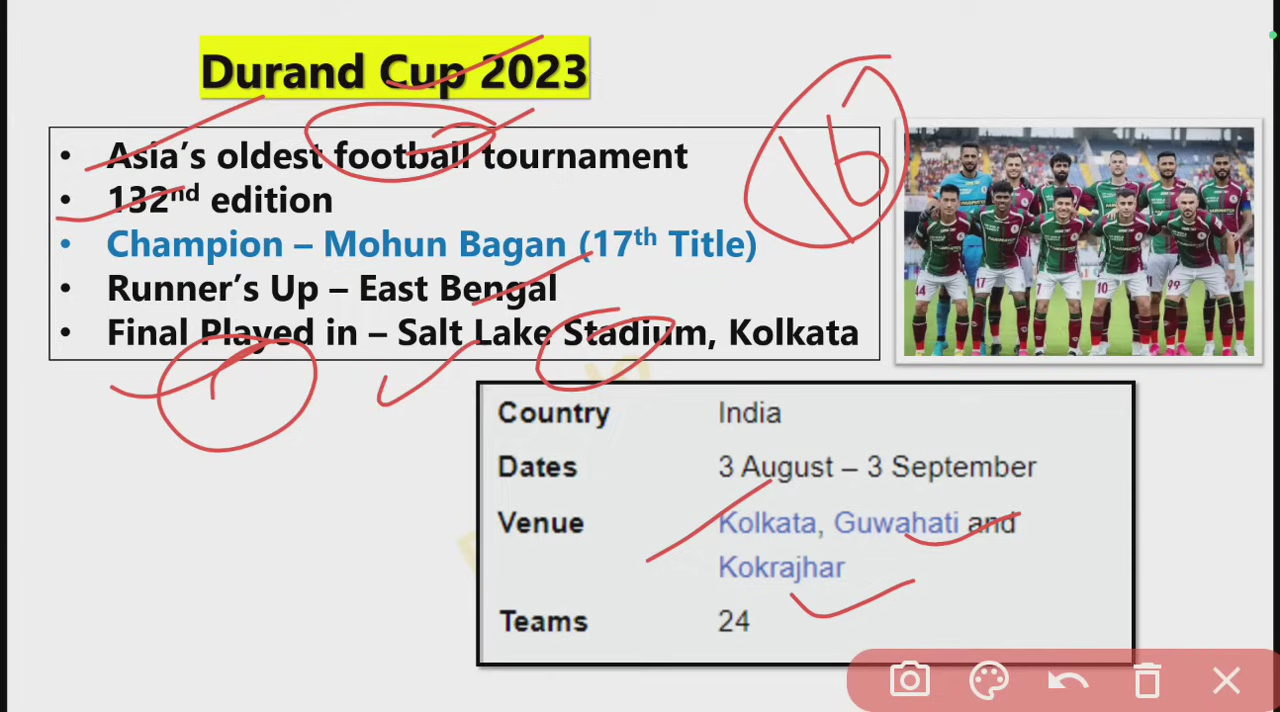 Durand Cup 2023
• Asia's oldest football tournament
• 132nd edition
• Champion – Mohun Bagan (17th Title)
• Runner's Up – East Bengal
• Final Played in – Salt Lake Stadium, Kolkata
16
Country India
Dates 3 August – 3 September
Venue Kolkata, Guwahati and
Kokrajhar
Teams 24